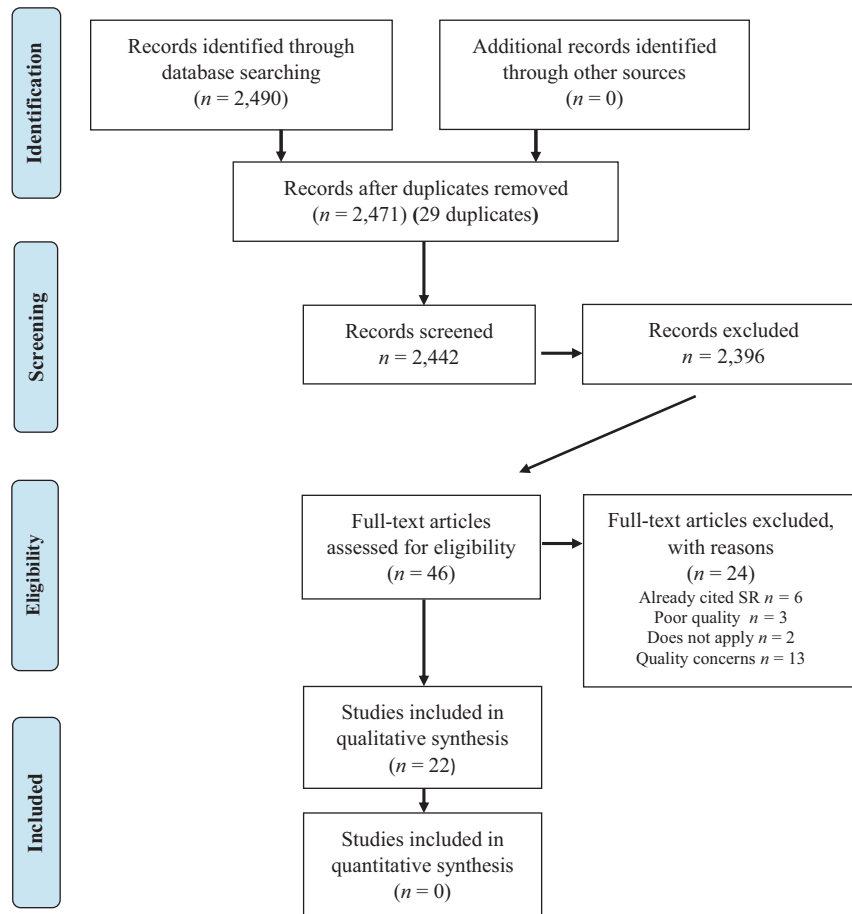 Identification
Records identified through
database searching
(n = 2,490)
Additional records identified
through other sources
(n = 0)
Records after duplicates removed
(n = 2,471) (29 duplicates)
Screening
Records screened
n = 2,442
Records excluded
n = 2,396
Eligibility
Full-text articles
assessed for eligibility
(n = 46)
Full-text articles excluded,
with reasons
(n = 24)
Already cited SR n = 6
Poor quality n = 3
Does not apply n = 2
Quality concerns n = 13
Included
Studies included in
qualitative synthesis
(n = 22)
Studies included in
quantitative synthesis
(n = 0)